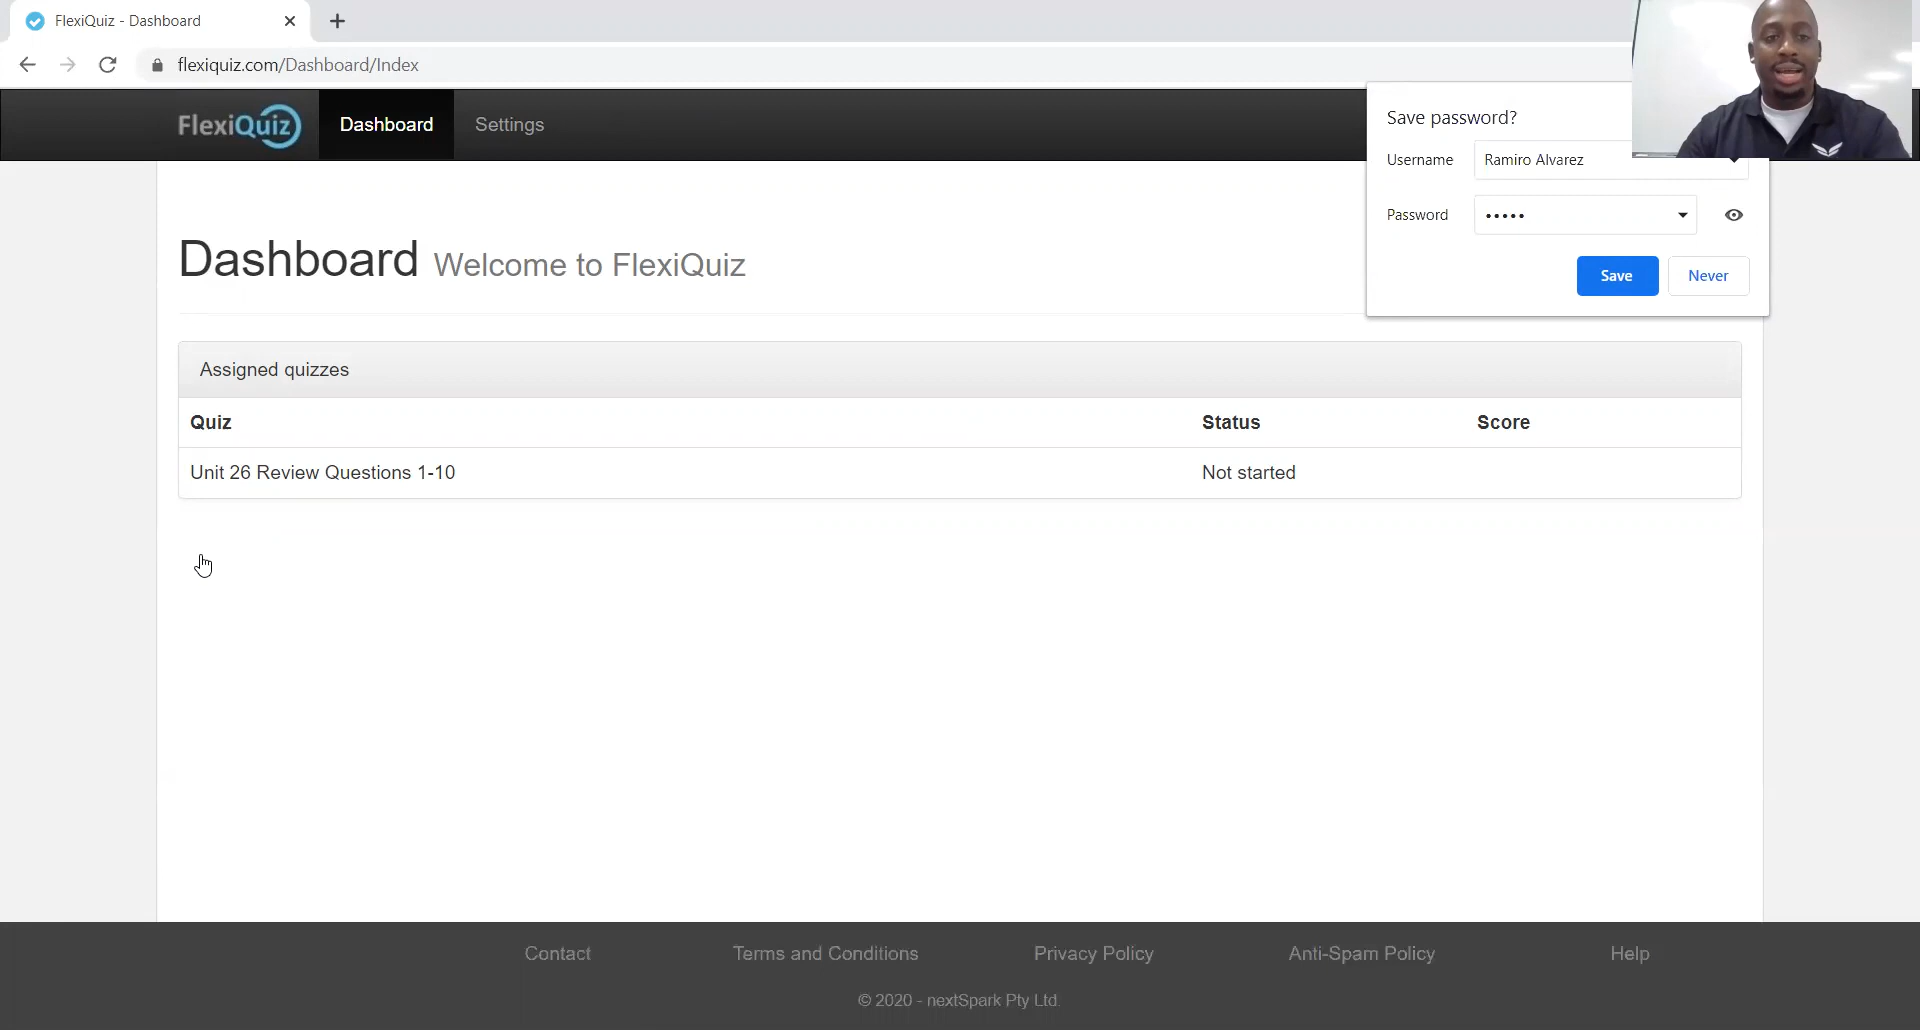 FlexiQuiz - Dashboard
flexiquiz.com/Dashboard/Index
FlexiQuiz Dashboard Settings
Save password?
Username Ramiro Alvarez
Password •••••
Save Never
Dashboard Welcome to FlexiQuiz
Assigned quizzes
Quiz Status Score
Unit 26 Review Questions 1-10 Not started
Contact Terms and Conditions Privacy Policy Anti-Spam Policy Help
© 2020 - nextSpark Pty Ltd.